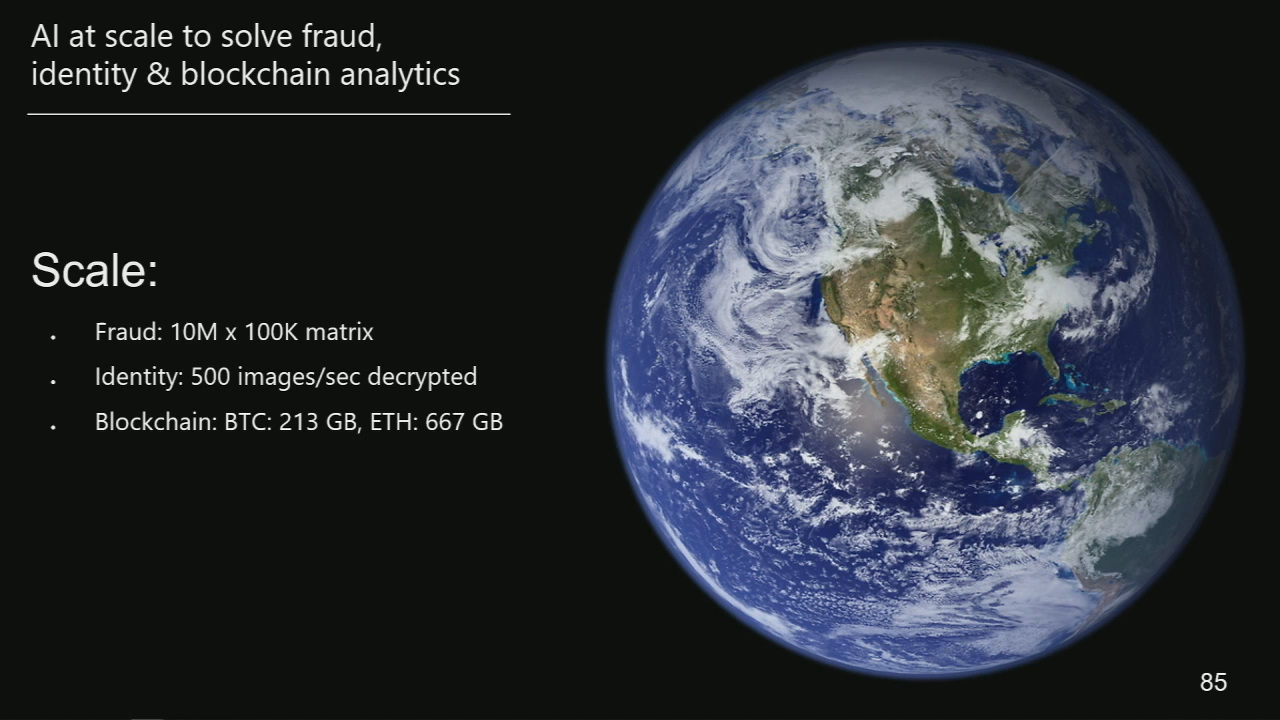 AI at scale to solve fraud,
identity & blockchain analytics
Scale:
• Fraud: 10M x 100K matrix
• Identity: 500 images/sec decrypted
• Blockchain: BTC: 213 GB, ETH: 667 GB
85